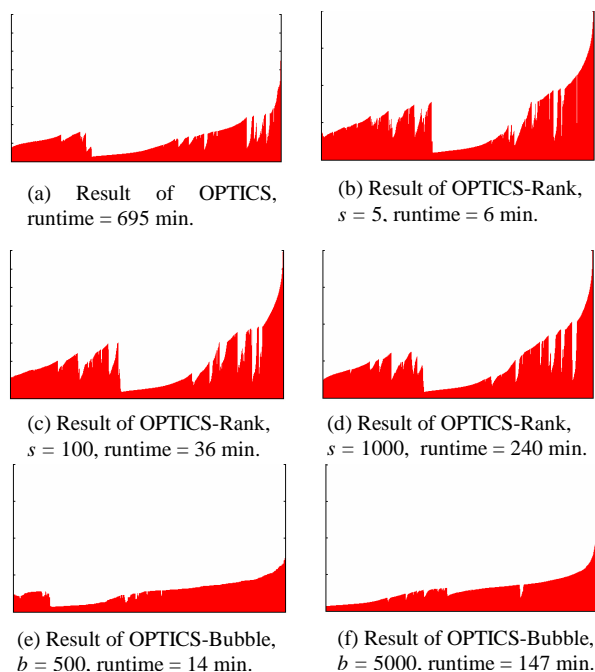 (a) Result of OPTICS,
runtime = 695 min.
(b) Result of OPTICS-Rank,
s = 5, runtime = 6 min.
(c) Result of OPTICS-Rank,
s = 100, runtime = 36 min.
(d) Result of OPTICS-Rank,
s = 1000, runtime = 240 min.
(e) Result of OPTICS-Bubble,
b = 500, runtime = 14 min.
(f) Result of OPTICS-Bubble,
b = 5000, runtime = 147 min.